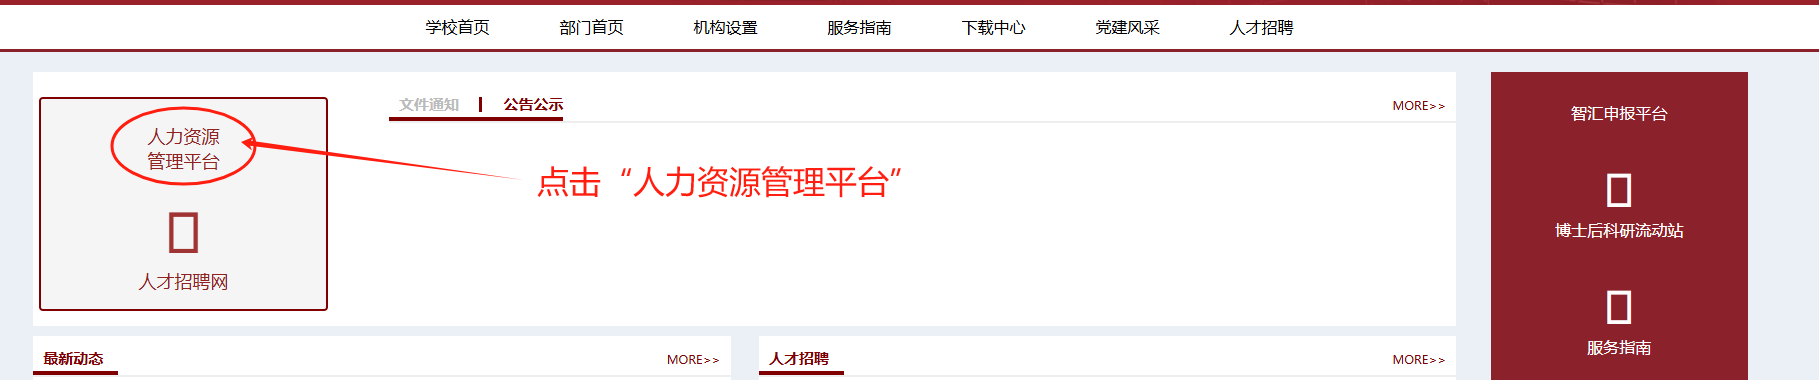 学校首页 部门首页 机构设置 服务指南 下载中心 党建风采 人才招聘
人力资源
管理平台
人才招聘网
文件通知 公告公示 MORE>>
点击“人力资源管理平台”
智汇申报平台
博士后科研流动站
服务指南
最新动态 MORE>>
人才招聘 MORE>>